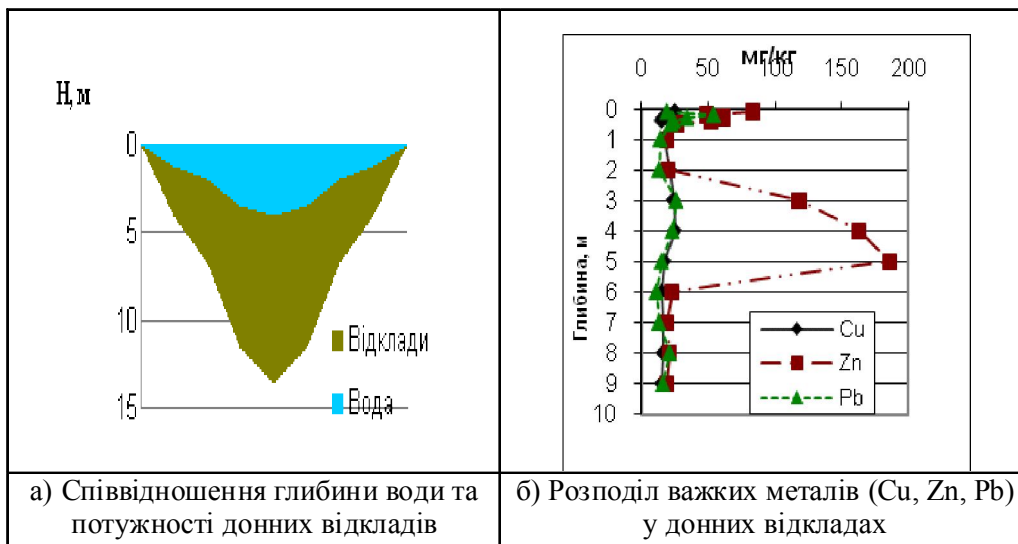 Н, м
0
5
10
15
Відклади
Вода
мг/кг
0 50 100 150 200
0
1
2
3
4
5
6
7
8
9
10
Глибина, м
Cu
Zn
Pb
а) Співвідношення глибини води та
потужності донних відкладів
б) Розподіл важких металів (Cu, Zn, Pb)
у донних відкладах